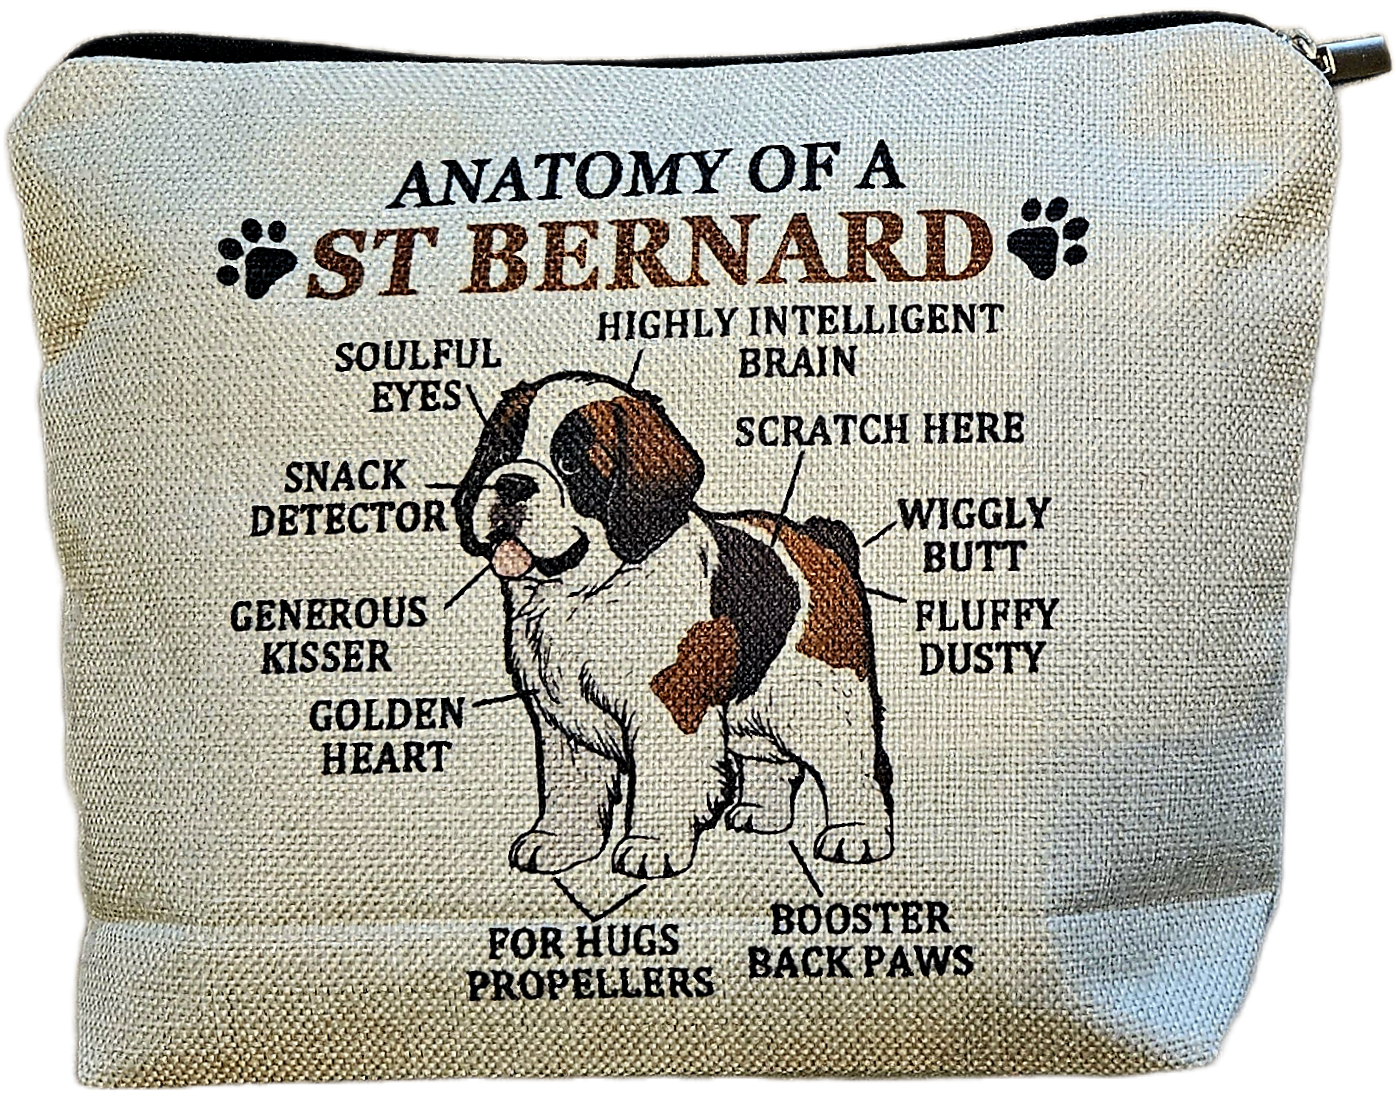 ANATOMY OF A
ST BERNARD
HIGHLY INTELLIGENT
BRAIN
SOULFUL
EYES
SCRATCH HERE
SNACK
DETECTOR
WIGGLY
BUTT
GENEROUS
KISSER
FLUFFY
DUSTY
GOLDEN
HEART
FOR HUGS
PROPELLERS
BOOSTER
BACK PAWS